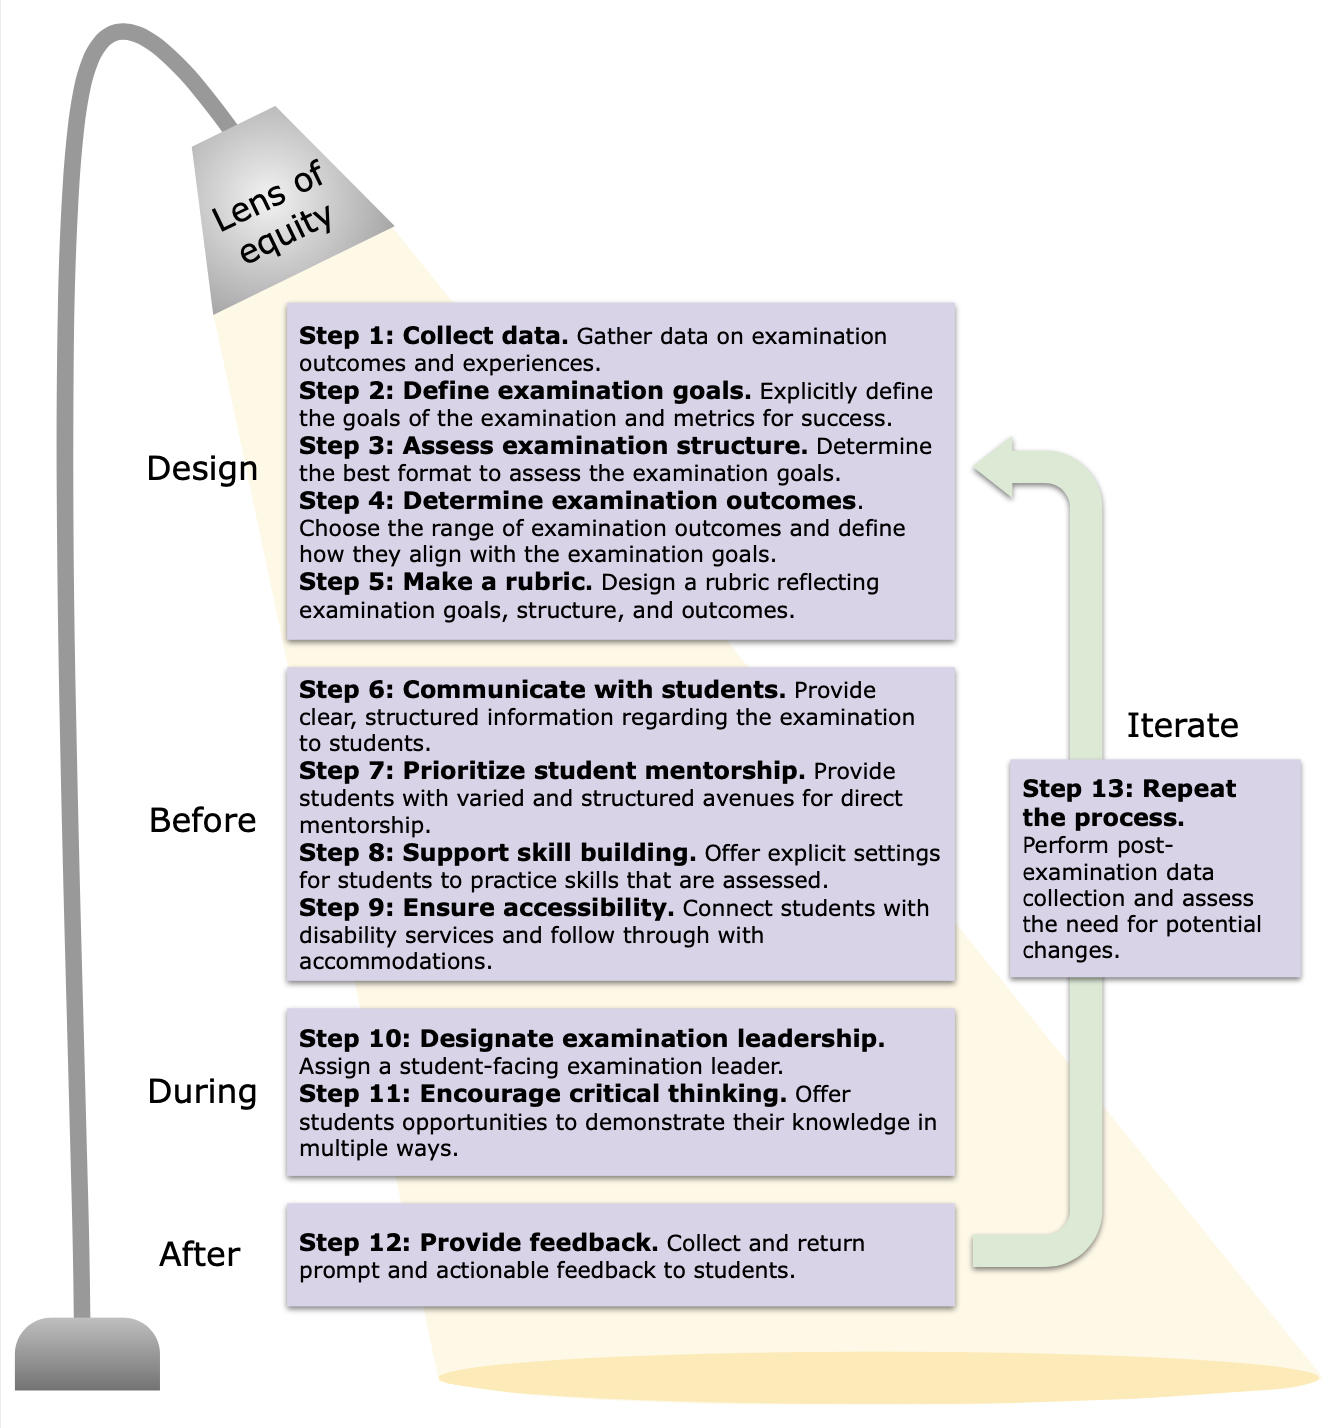 Lens of
equity
Design
Step 1: Collect data. Gather data on examination
outcomes and experiences.
Step 2: Define examination goals. Explicitly define
the goals of the examination and metrics for success.
Step 3: Assess examination structure. Determine
the best format to assess the examination goals.
Step 4: Determine examination outcomes.
Choose the range of examination outcomes and define
how they align with the examination goals.
Step 5: Make a rubric. Design a rubric reflecting
examination goals, structure, and outcomes.
Before
Step 6: Communicate with students. Provide
clear, structured information regarding the examination
to students.
Step 7: Prioritize student mentorship. Provide
students with varied and structured avenues for direct
mentorship.
Step 8: Support skill building. Offer explicit settings
for students to practice skills that are assessed.
Step 9: Ensure accessibility. Connect students with
disability services and follow through with
accommodations.
During
Step 10: Designate examination leadership.
Assign a student-facing examination leader.
Step 11: Encourage critical thinking. Offer
students opportunities to demonstrate their knowledge in
multiple ways.
After
Step 12: Provide feedback. Collect and return
prompt and actionable feedback to students.
Iterate
Step 13: Repeat
the process.
Perform post-
examination data
collection and assess
the need for potential
changes.